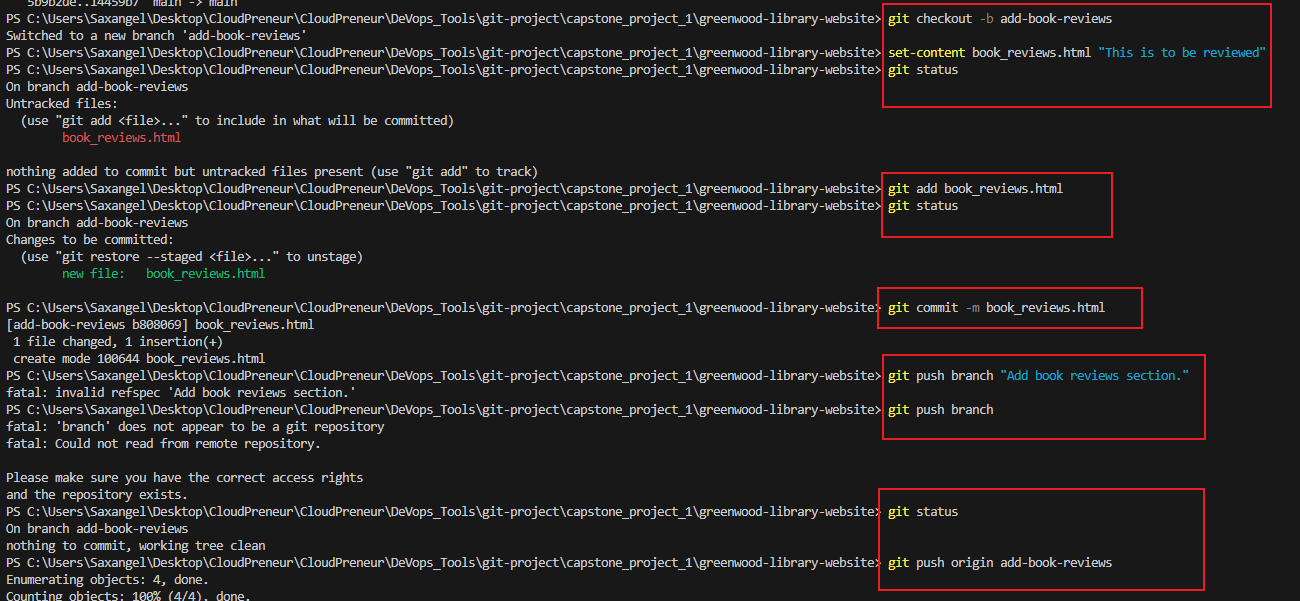 5b9b2de..14459b7  main -> main
PS C:\Users\Saxangel\Desktop\CloudPreneur\CloudPreneur\DeVops_Tools\git-project\capstone_project_1\greenwood-library-website> git checkout -b add-book-reviews
Switched to a new branch 'add-book-reviews'
PS C:\Users\Saxangel\Desktop\CloudPreneur\CloudPreneur\DeVops_Tools\git-project\capstone_project_1\greenwood-library-website> set-content book_reviews.html "This is to be reviewed"
PS C:\Users\Saxangel\Desktop\CloudPreneur\CloudPreneur\DeVops_Tools\git-project\capstone_project_1\greenwood-library-website> git status
On branch add-book-reviews
Untracked files:
  (use "git add <file>..." to include in what will be committed)
        book_reviews.html

nothing added to commit but untracked files present (use "git add" to track)
PS C:\Users\Saxangel\Desktop\CloudPreneur\CloudPreneur\DeVops_Tools\git-project\capstone_project_1\greenwood-library-website> git add book_reviews.html
PS C:\Users\Saxangel\Desktop\CloudPreneur\CloudPreneur\DeVops_Tools\git-project\capstone_project_1\greenwood-library-website> git status
On branch add-book-reviews
Changes to be committed:
  (use "git restore --staged <file>..." to unstage)
        new file:   book_reviews.html

PS C:\Users\Saxangel\Desktop\CloudPreneur\CloudPreneur\DeVops_Tools\git-project\capstone_project_1\greenwood-library-website> git commit -m book_reviews.html
[add-book-reviews b808069] book_reviews.html
 1 file changed, 1 insertion(+)
 create mode 100644 book_reviews.html
PS C:\Users\Saxangel\Desktop\CloudPreneur\CloudPreneur\DeVops_Tools\git-project\capstone_project_1\greenwood-library-website> git push branch "Add book reviews section."
fatal: invalid refspec 'Add book reviews section.'
PS C:\Users\Saxangel\Desktop\CloudPreneur\CloudPreneur\DeVops_Tools\git-project\capstone_project_1\greenwood-library-website> git push branch
fatal: 'branch' does not appear to be a git repository
fatal: Could not read from remote repository.

Please make sure you have the correct access rights
and the repository exists.
PS C:\Users\Saxangel\Desktop\CloudPreneur\CloudPreneur\DeVops_Tools\git-project\capstone_project_1\greenwood-library-website> git status
On branch add-book-reviews
nothing to commit, working tree clean
PS C:\Users\Saxangel\Desktop\CloudPreneur\CloudPreneur\DeVops_Tools\git-project\capstone_project_1\greenwood-library-website> git push origin add-book-reviews
Enumerating objects: 4, done.
Counting objects: 100% (4/4), done.